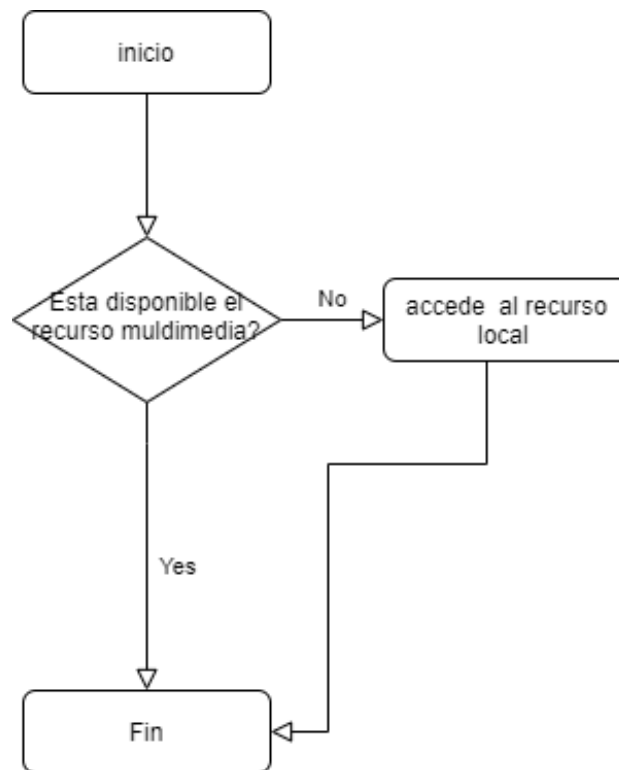 inicio
Esta disponible el
recurso muldimedia?
No
accede al recurso
local
Yes
Fin